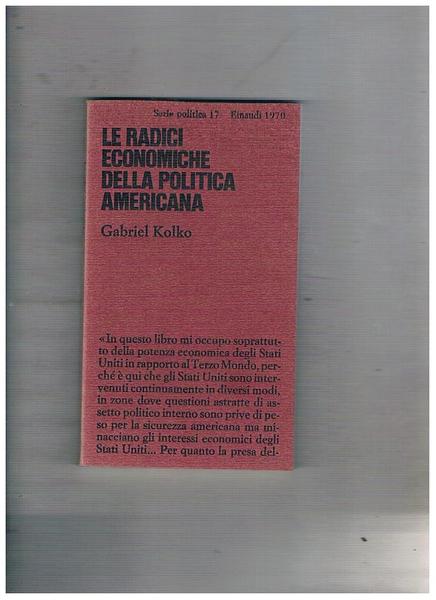 Serie politica 17 Einaudi 1970
LE RADICI
ECONOMICHE
DELLA POLITICA
AMERICANA
Gabriel Kolko
«In questo libro mi occupo soprattut-
to della potenza economica degli Stati
Uniti in rapporto al Terzo Mondo, per-
ché è qui che gli Stati Uniti sono inter-
venuti continuamente in diversi modi,
in zone dove questioni astratte di as-
setto politico interno sono prive di pe-
so per la sicurezza americana ma mi-
nacciano gli interessi economici degli
Stati Uniti... Per quanto la presa del-